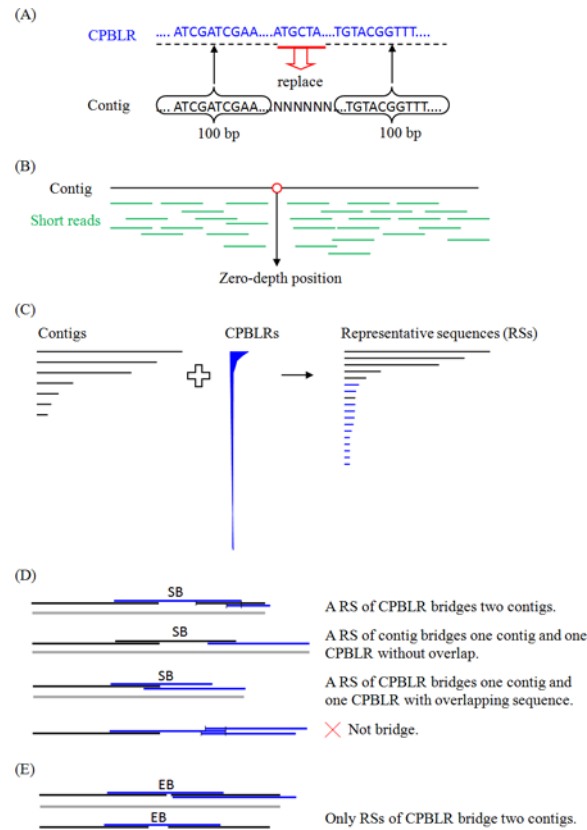 (A)
CPBLR
.... ATCGATCGAA....ATGCTA..TGTACGGTTT....
replace
Contig
.... ATCGATCGAA....NNNNNN....TGTACGGTTT....
100 bp 100 bp
(B)
Contig
Short reads
Zero-depth position
(C)
Contigs CPBLRs Representative sequences (RSs)
(D)
SB
A RS of CPBLR bridges two contigs.
SB
A RS of contig bridges one contig and one
CPBLR without overlap.
SB
A RS of CPBLR bridges one contig and
one CPBLR with overlapping sequence.
Not bridge.
(E)
EB
EB
Only RSs of CPBLR bridge two contigs.